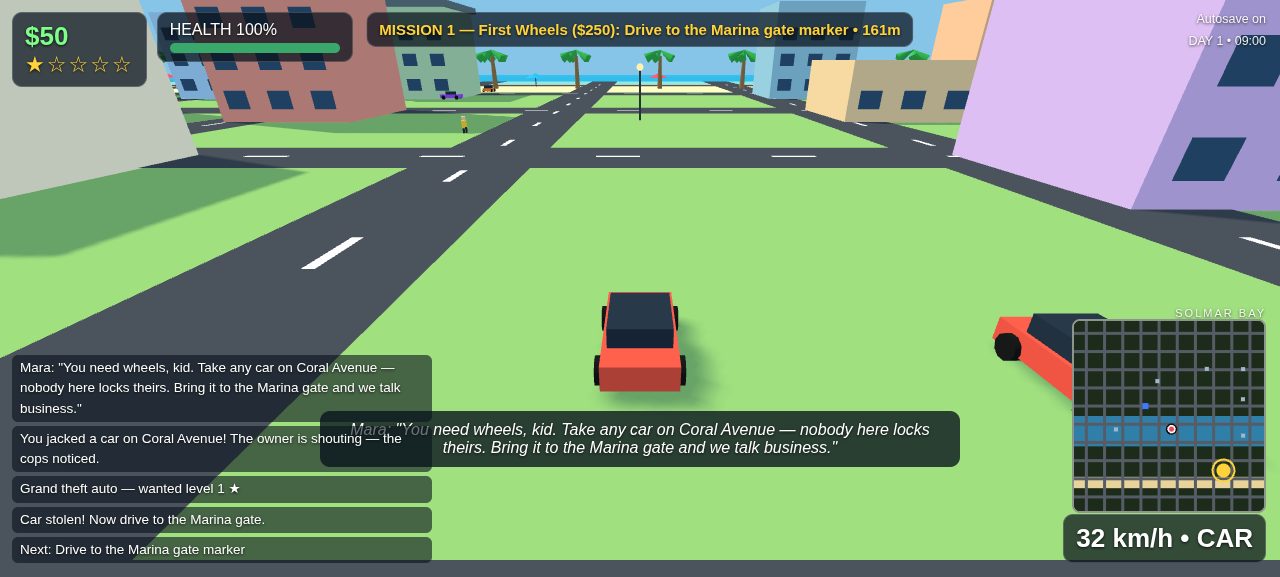 $50
★☆☆☆☆
HEALTH 100%
MISSION 1 — First Wheels ($250): Drive to the Marina gate marker • 161m
Autosave on
DAY 1 • 09:00
SOLMAR BAY
Mara: "You need wheels, kid. Take any car on Coral Avenue —
nobody here locks theirs. Bring it to the Marina gate and we talk
business."
You jacked a car on Coral Avenue! The owner is shouting — the
cops noticed.
Grand theft auto — wanted level 1 ★
Car stolen! Now drive to the Marina gate.
Next: Drive to the Marina gate marker
Mara: "You need wheels, kid. Take any car on Coral Avenue — nobody here locks
theirs. Bring it to the Marina gate and we talk business."
32 km/h • CAR